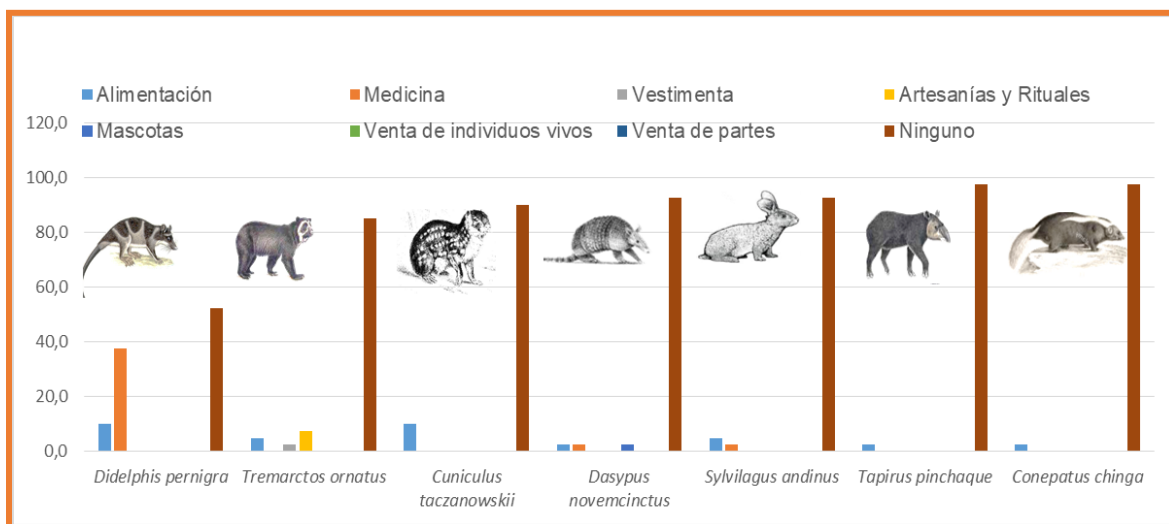 Alimentación Medicina Vestimenta Artesanías y Rituales
Mascotas Venta de individuos vivos Venta de partes Ninguno
120,0
100,0
80,0
60,0
40,0
20,0
0,0
Didelphis pernigra Tremarctos ornatus Cuniculus taczanowskii Dasypus novemcinctus Sylvilagus andinus Tapirus pinchaque Conepatus chinga